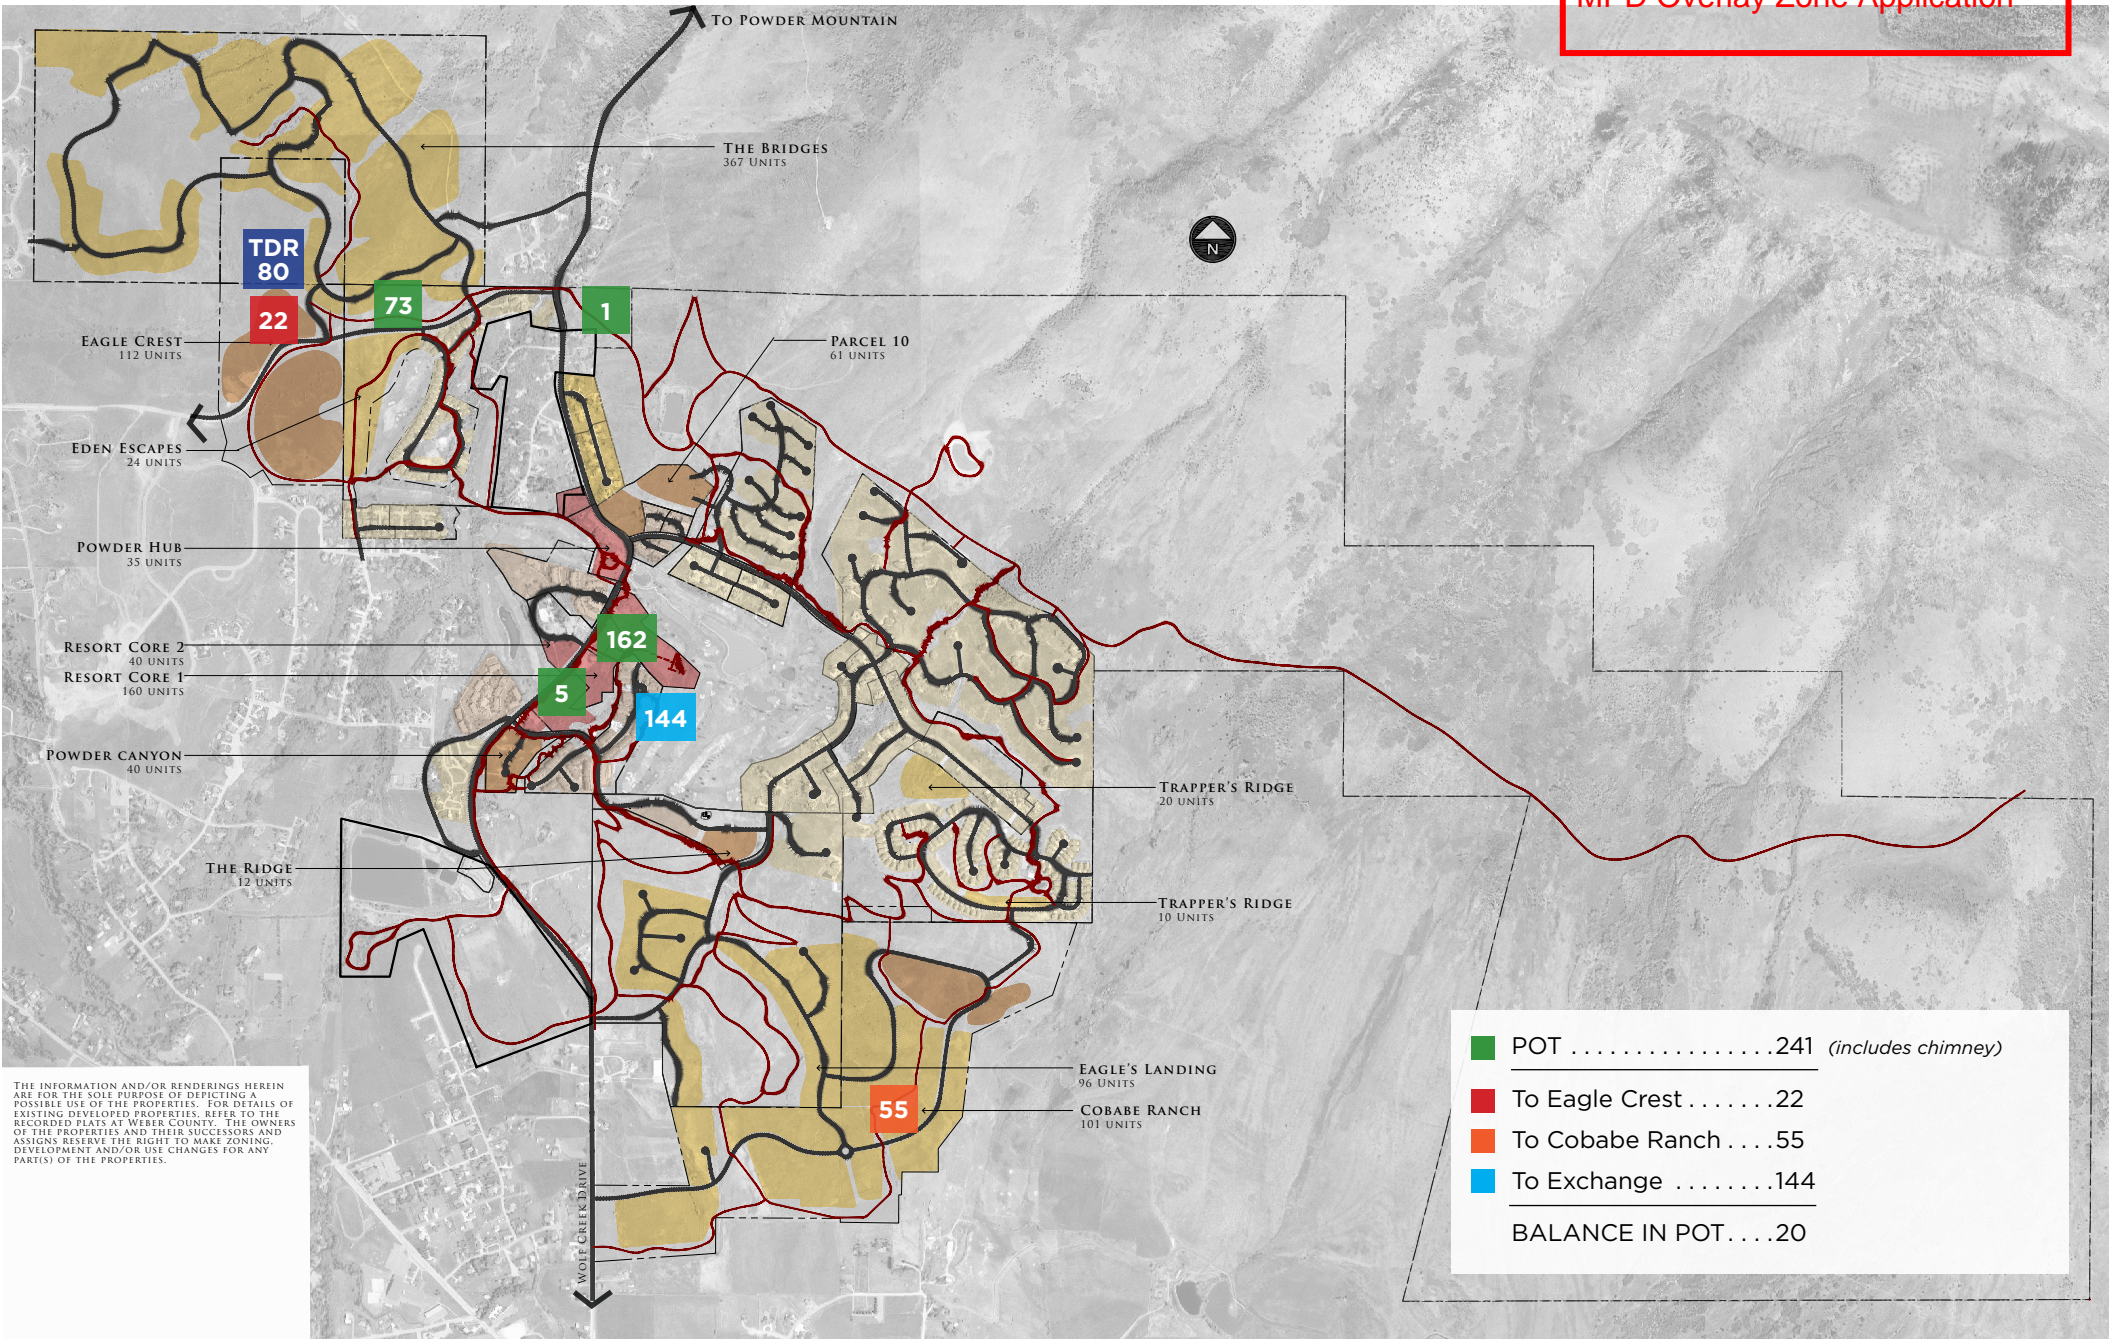 MPD Overlay Zone Application
To Powder Mountain
The Bridges
367 Units
TDR
80
73
1
22
Eagle Crest
112 Units
Parcel 10
61 units
Eden Escapes
24 units
Powder Hub
35 units
162
Resort Core 2
40 units
Resort Core 1
160 units
5
144
Powder canyon
40 units
Trapper's Ridge
20 units
The Ridge
12 units
Trapper's Ridge
10 Units
Eagle's Landing
96 Units
55
Cobabe Ranch
101 units
Wolf Creek Drive
N
The information and/or renderings herein
are for the sole purpose of depicting a
possible use of the properties. For details of
existing developed properties, refer to the
recorded plats at Weber County. The owners
of the properties and their successors and
assigns reserve the right to make zoning,
development and/or use changes for any
part(s) of the properties.
POT ................241 (includes chimney)
To Eagle Crest .......22
To Cobabe Ranch ....55
To Exchange ........144
BALANCE IN POT....20